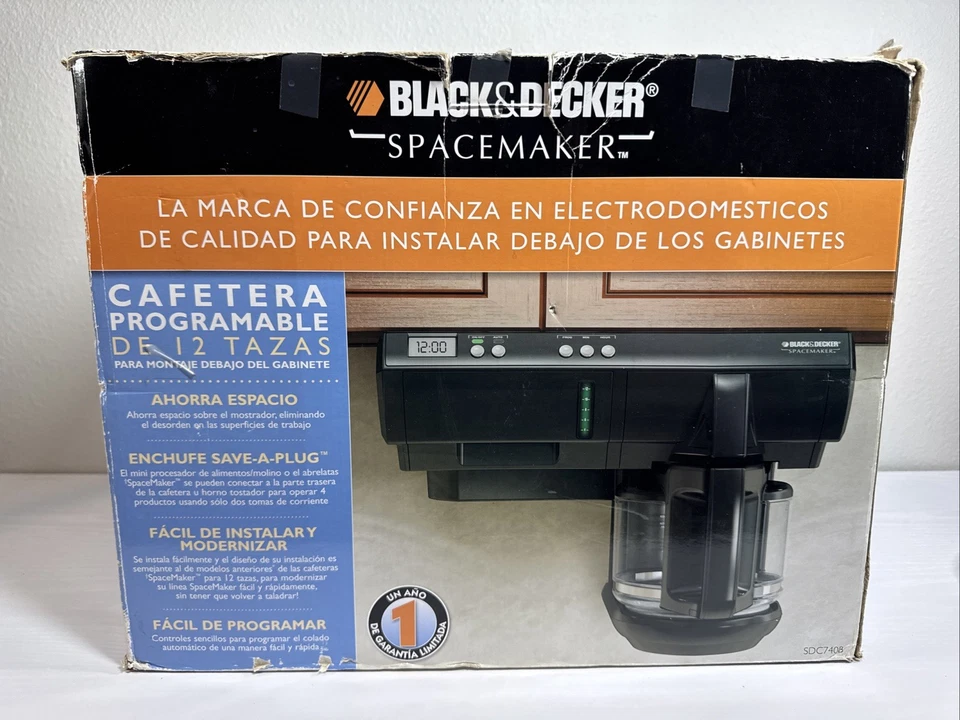 BLACK&DECKER®
SPACEMAKER™
LA MARCA DE CONFIANZA EN ELECTRODOMESTICOS
DE CALIDAD PARA INSTALAR DEBAJO DE LOS GABINETES
CAFETERA
PROGRAMABLE
DE 12 TAZAS
PARA MONTAJE DEBAJO DEL GABINETE
AHORRA ESPACIO
Ahorra espacio sobre el mostrador, eliminando
el desorden en las superficies de trabajo
ENCHUFE SAVE-A-PLUG™
El mini procesador de alimentos/molino o el abrelatas
†SpaceMaker™ se pueden conectar a la parte trasera
de la cafetera u horno tostador para operar 4
productos usando sólo dos tomas de corriente
FÁCIL DE INSTALAR Y
MODERNIZAR
Se instala fácilmente y el diseño de su instalación es
semejante al de modelos anteriores* de las cafeteras
†SpaceMaker™ para 12 tazas, para modernizar
su línea SpaceMaker fácil y rápidamente,
sin tener que volver a taladrar!
FÁCIL DE PROGRAMAR
Controles sencillos para programar el colado
automático de una manera fácil y rápida
12:00
BLACK&DECKER®
SPACEMAKER™
UN AÑO
1
DE GARANTÍA LIMITADA
SDC740B